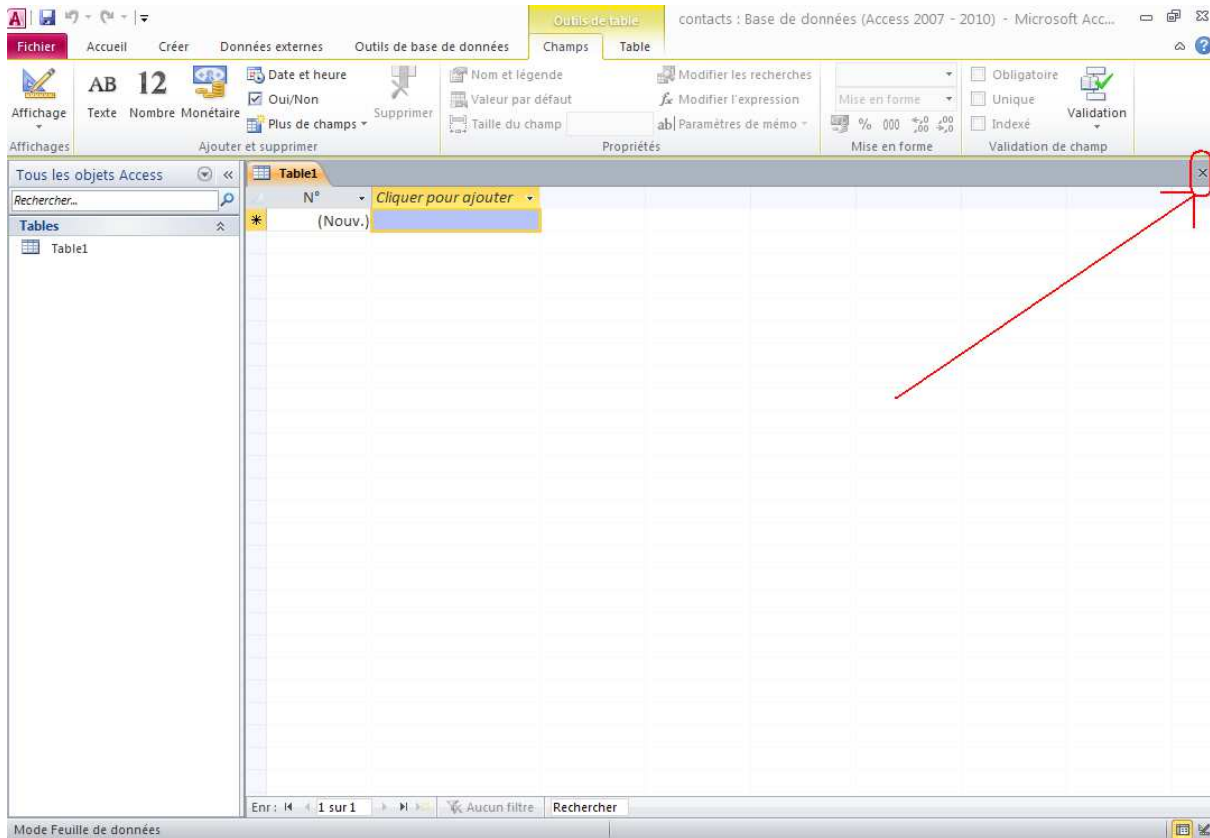 A
Outils de table contacts : Base de données (Access 2007 - 2010) - Microsoft Acc...
Fichier Accueil Créer Données externes Outils de base de données Champs Table
Affichage
AB Texte
12 Nombre
Monétaire
Date et heure
Oui/Non
Plus de champs
Supprimer
Nom et légende
Valeur par défaut
Taille du champ
Modifier les recherches
fx Modifier l'expression
ab| Paramètres de mémo
Mise en forme
% 000 ,00 ,00
Obligatoire
Unique
Indexé
Validation
Affichages Ajouter et supprimer Propriétés Mise en forme Validation de champ
Tous les objets Access «
Rechercher...
Tables
Table1
Table1
N° Cliquer pour ajouter
* (Nouv.)
Enr : 1 sur 1 Aucun filtre Rechercher
Mode Feuille de données